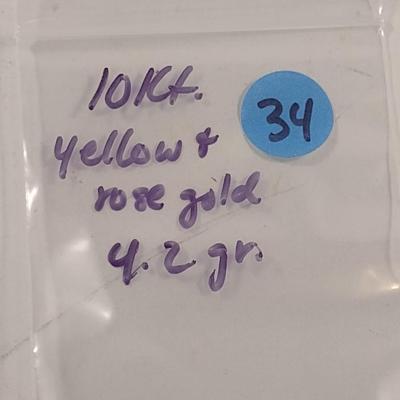 10Kt.
34
yellow &
rose gold
4.2 gr.